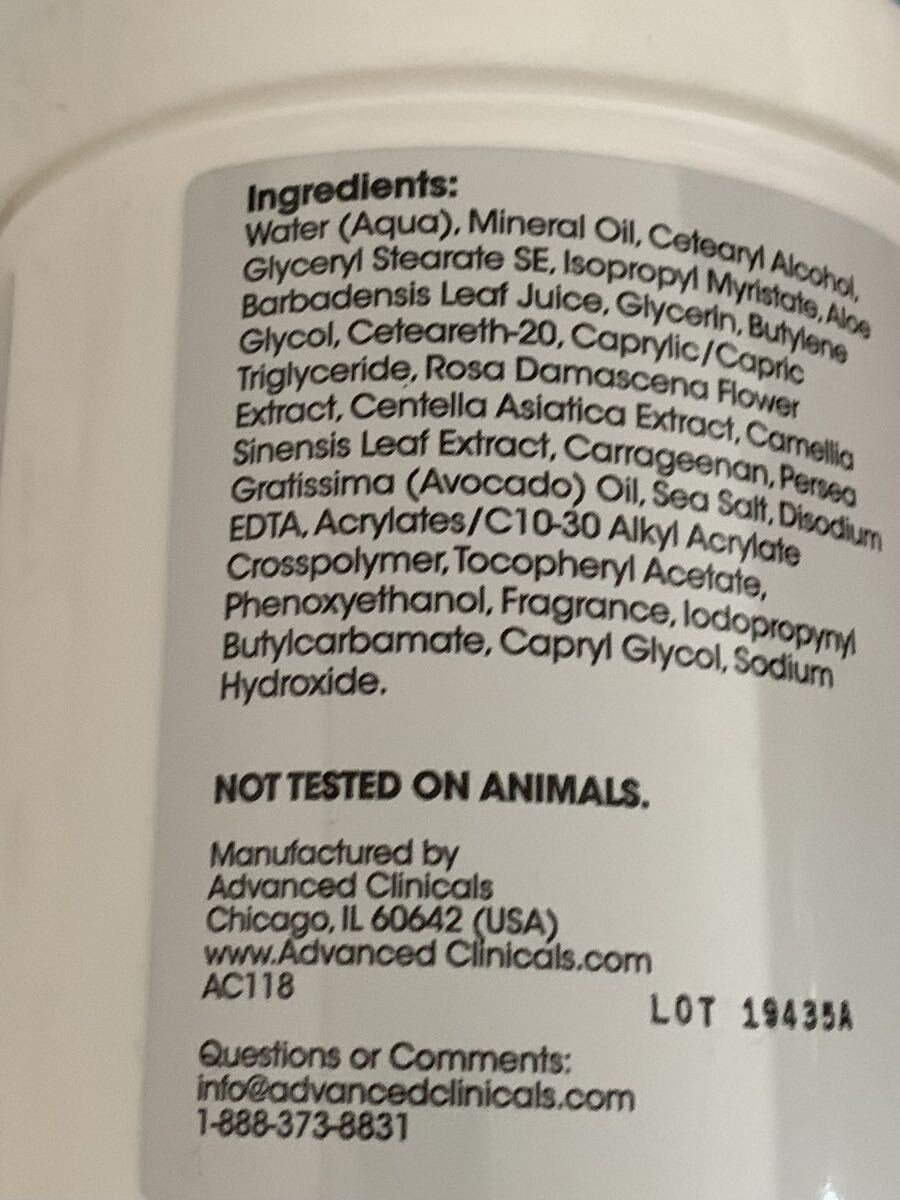 Ingredients:
Water (Aqua), Mineral Oil, Cetearyl Alcohol,
Glyceryl Stearate SE, Isopropyl Myristate, Aloe
Barbadensis Leaf Juice, Glycerin, Butylene
Glycol, Ceteareth-20, Caprylic/Capric
Triglyceride, Rosa Damascena Flower
Extract, Centella Asiatica Extract, Camellia
Sinensis Leaf Extract, Carrageenan, Persea
Gratissima (Avocado) Oil, Sea Salt, Disodium
EDTA, Acrylates/C10-30 Alkyl Acrylate
Crosspolymer, Tocopheryl Acetate,
Phenoxyethanol, Fragrance, Iodopropynyl
Butylcarbamate, Capryl Glycol, Sodium
Hydroxide.
NOT TESTED ON ANIMALS.
Manufactured by
Advanced Clinicals
Chicago, IL 60642 (USA)
www.Advanced Clinicals.com
AC118
LOT 19435A
Questions or Comments:
info@advancedclinicals.com
1-888-373-8831